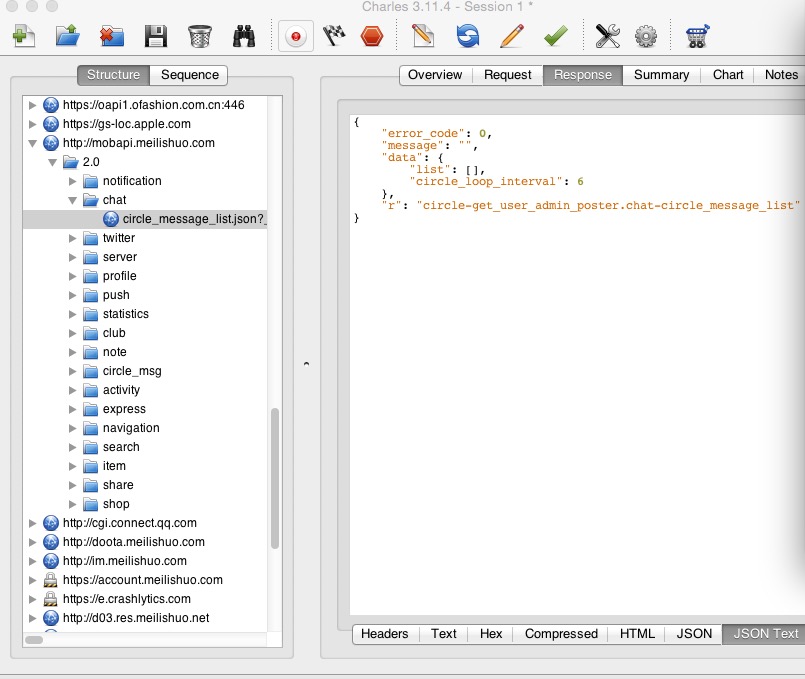 Charles 3.11.4 - Session 1 *
Structure
Sequence
https://oapi1.ofashion.com.cn:446
https://gs-loc.apple.com
http://mobapi.meilishuo.com
2.0
notification
chat
circle_message_list.json?_
twitter
server
profile
push
statistics
club
note
circle_msg
activity
express
navigation
search
item
share
shop
http://cgi.connect.qq.com
http://doota.meilishuo.com
http://im.meilishuo.com
https://account.meilishuo.com
https://e.crashlytics.com
http://d03.res.meilishuo.net
Overview
Request
Response
Summary
Chart
Notes
{
"error_code": 0,
"message": "",
"data": {
"list": [],
"circle_loop_interval": 6
},
"r": "circle-get_user_admin_poster.chat-circle_message_list"
}
Headers
Text
Hex
Compressed
HTML
JSON
JSON Text